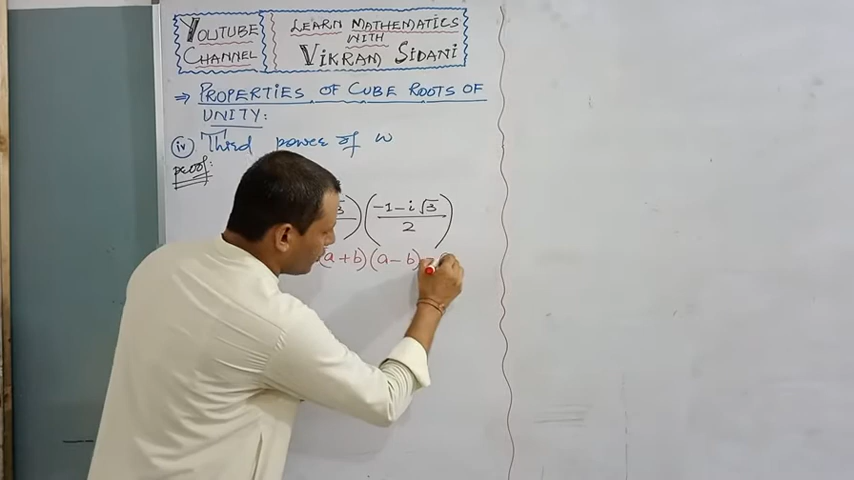 YOUTUBE CHANNEL
LEARN MATHEMATICS
WITH
VIKRAM SIDANI
⇒ PROPERTIES OF CUBE ROOTS OF
UNITY:
(iv) Third power of ω
proof:
3 ) ( -1 - i √3 / 2 )
(a+b)(a-b)=